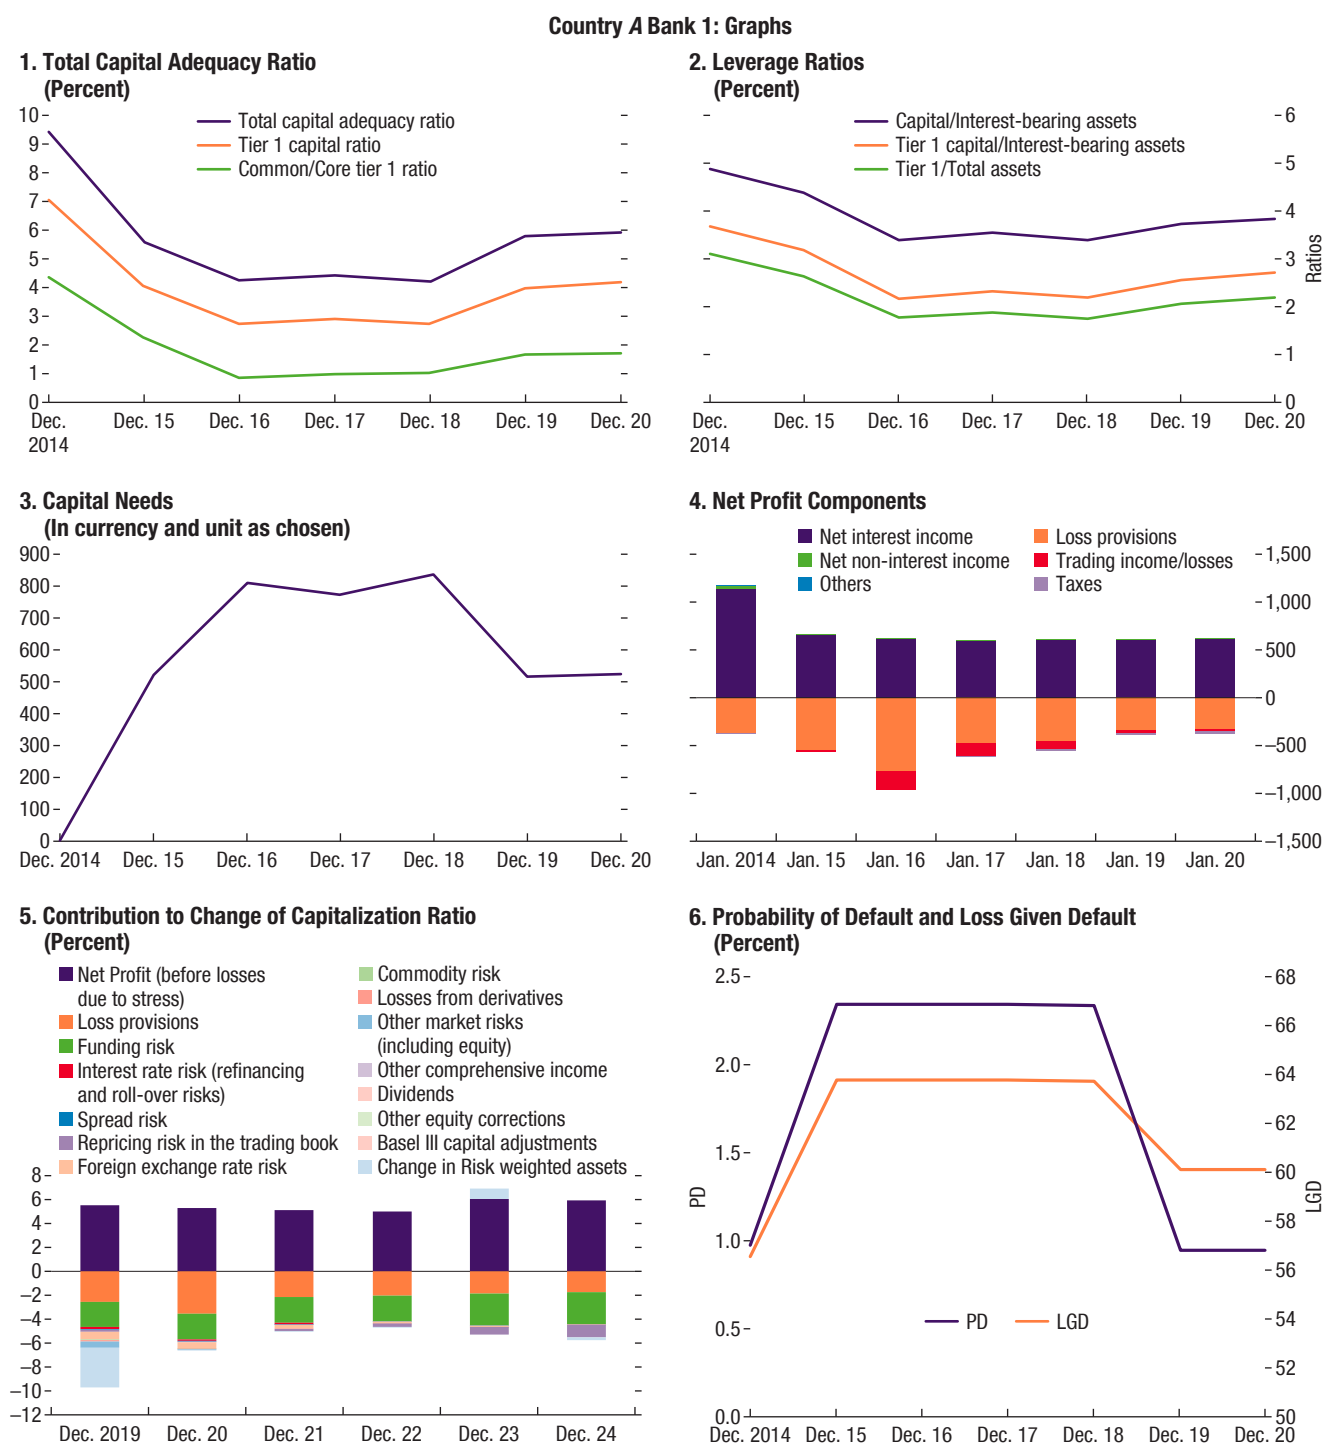 Country A Bank 1: Graphs
1. Total Capital Adequacy Ratio
(Percent)
Total capital adequacy ratio
Tier 1 capital ratio
Common/Core tier 1 ratio
10
9
8
7
6
5
4
3
2
1
0
Dec. 2014
Dec. 15
Dec. 16
Dec. 17
Dec. 18
Dec. 19
Dec. 20
2. Leverage Ratios
(Percent)
Capital/Interest-bearing assets
Tier 1 capital/Interest-bearing assets
Tier 1/Total assets
6
5
4
3
2
1
0
Ratios
Dec.
2014
Dec. 15
Dec. 16
Dec. 17
Dec. 18
Dec. 19
Dec. 20
3. Capital Needs
(In currency and unit as chosen)
900
800
700
600
500
400
300
200
100
0
Dec. 2014
Dec. 15
Dec. 16
Dec. 17
Dec. 18
Dec. 19
Dec. 20
4. Net Profit Components
Net interest income
Net non-interest income
Others
Loss provisions
Trading income/losses
Taxes
1,500
1,000
500
0
–500
–1,000
–1,500
Jan. 2014
Jan. 15
Jan. 16
Jan. 17
Jan. 18
Jan. 19
Jan. 20
5. Contribution to Change of Capitalization Ratio
(Percent)
Net Profit (before losses
due to stress)
Loss provisions
Funding risk
Interest rate risk (refinancing
and roll-over risks)
Spread risk
Repricing risk in the trading book
Foreign exchange rate risk
Commodity risk
Losses from derivatives
Other market risks
(including equity)
Other comprehensive income
Dividends
Other equity corrections
Basel III capital adjustments
Change in Risk weighted assets
8
6
4
2
0
–2
–4
–6
–8
–10
–12
Dec. 2019
Dec. 20
Dec. 21
Dec. 22
Dec. 23
Dec. 24
6. Probability of Default and Loss Given Default
(Percent)
2.5
2.0
1.5
1.0
0.5
0.0
PD
68
66
64
62
60
58
56
54
52
50
LGD
PD
LGD
Dec. 2014
Dec. 15
Dec. 16
Dec. 17
Dec. 18
Dec. 19
Dec. 20